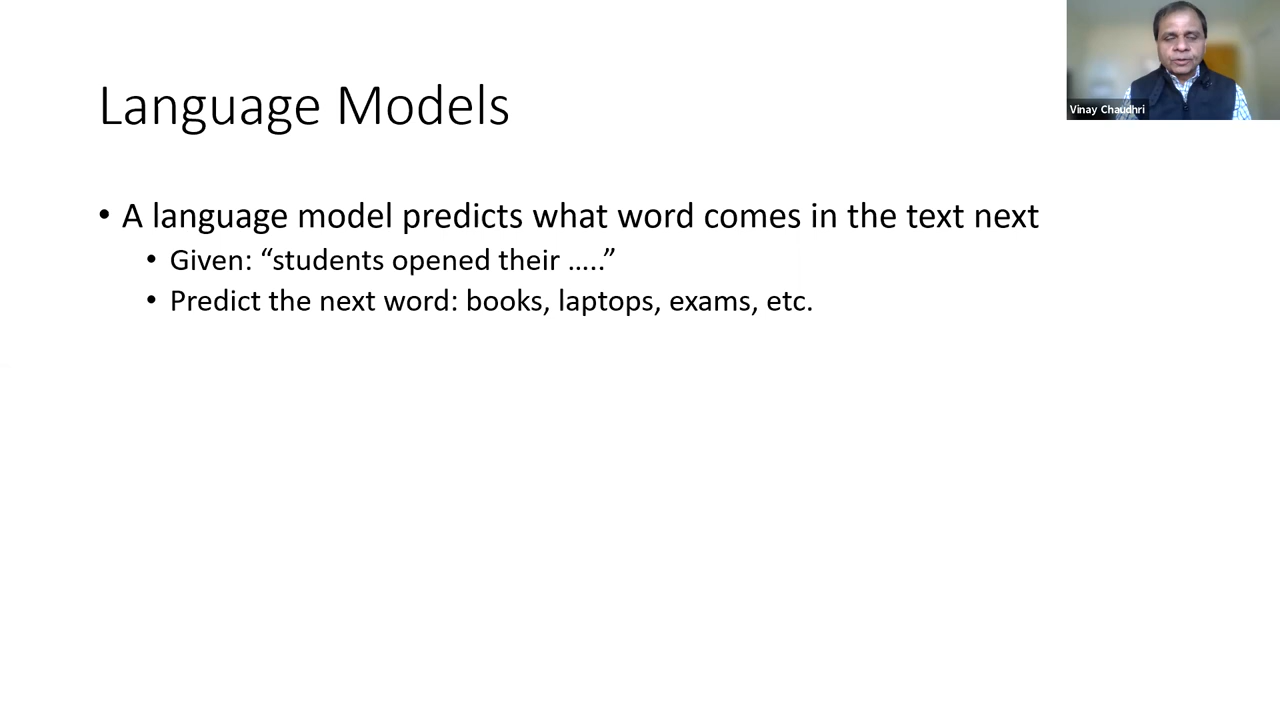 Language Models
Vinay Chaudhri
• A language model predicts what word comes in the text next
• Given: “students opened their …..”
• Predict the next word: books, laptops, exams, etc.